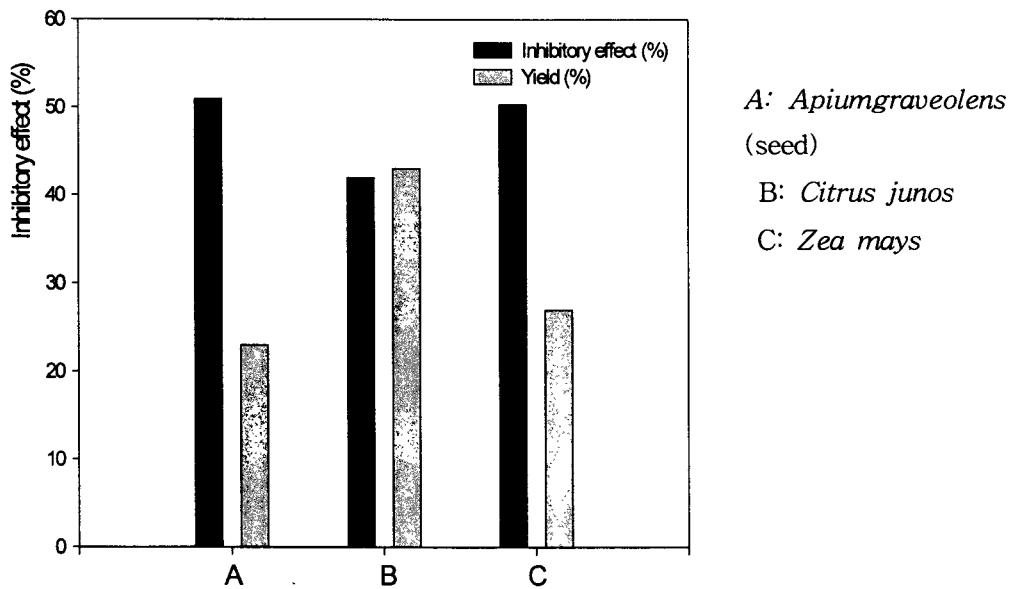 60
50
40
30
20
10
0
Inhibitory effect (%)
Inhibitory effect (%)
Yield (%)
A
B
C
A: Apiumgraveolens
(seed)
B: Citrus junos
C: Zea mays